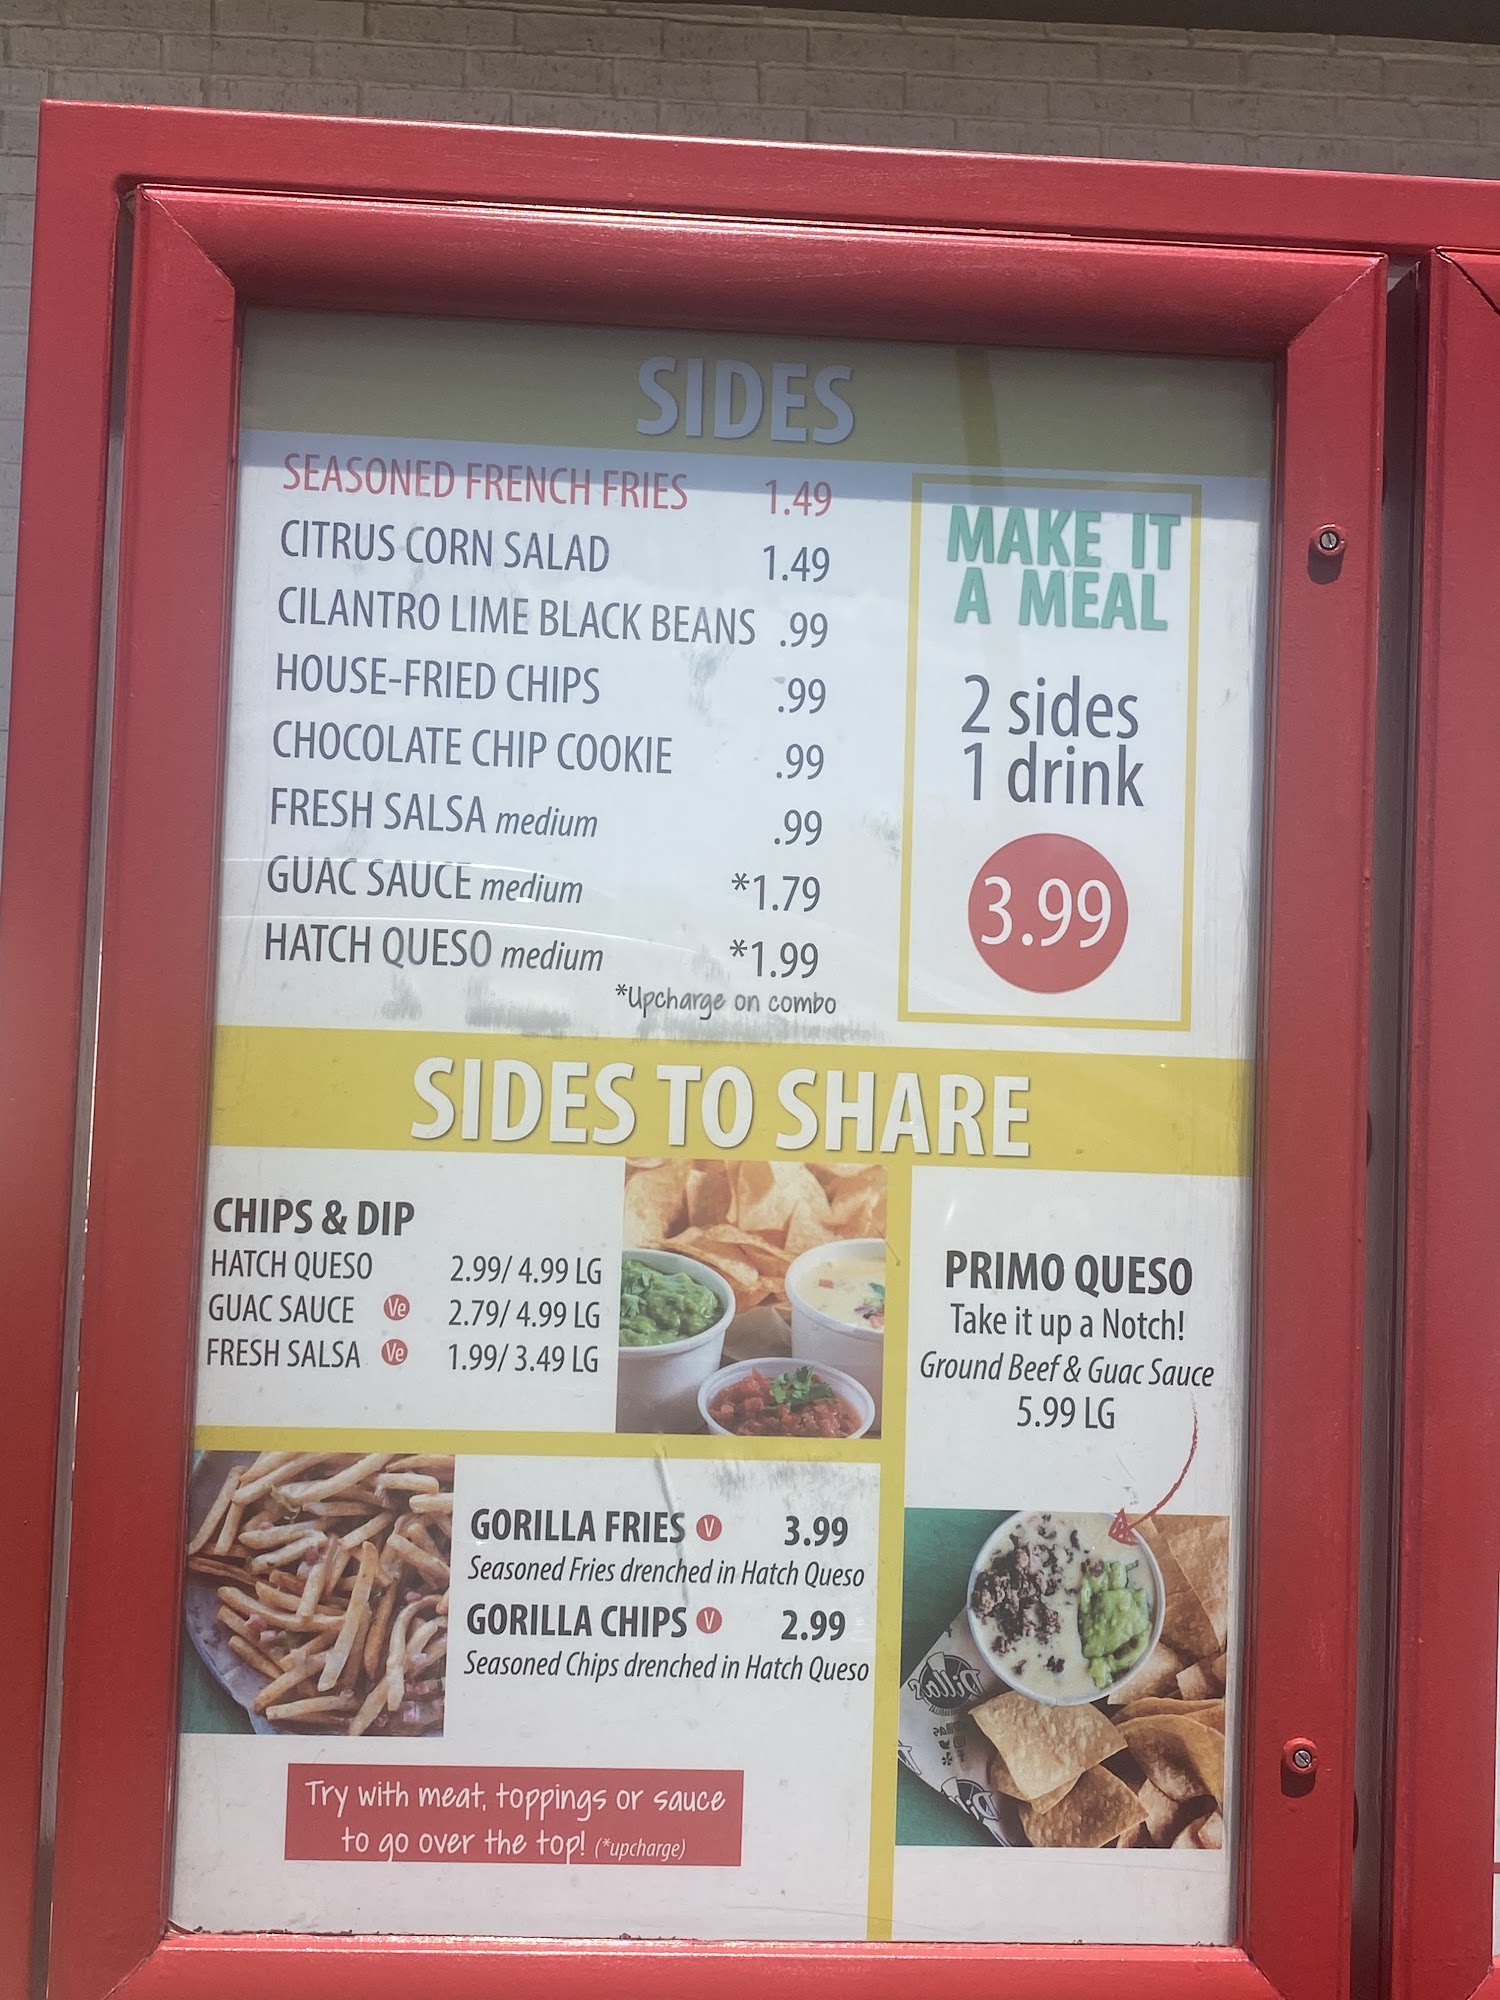 SIDES
SEASONED FRENCH FRIES 1.49
CITRUS CORN SALAD 1.49
CILANTRO LIME BLACK BEANS .99
HOUSE-FRIED CHIPS .99
CHOCOLATE CHIP COOKIE .99
FRESH SALSA medium .99
GUAC SAUCE medium *1.79
HATCH QUESO medium *1.99
*Upcharge on combo
MAKE IT
A MEAL
2 sides
1 drink
3.99
SIDES TO SHARE
CHIPS & DIP
HATCH QUESO 2.99/ 4.99 LG
GUAC SAUCE Ve 2.79/ 4.99 LG
FRESH SALSA Ve 1.99/ 3.49 LG
PRIMO QUESO
Take it up a Notch!
Ground Beef & Guac Sauce
5.99 LG
GORILLA FRIES V 3.99
Seasoned Fries drenched in Hatch Queso
GORILLA CHIPS V 2.99
Seasoned Chips drenched in Hatch Queso
Try with meat, toppings or sauce
to go over the top! (*upcharge)
Dilla's